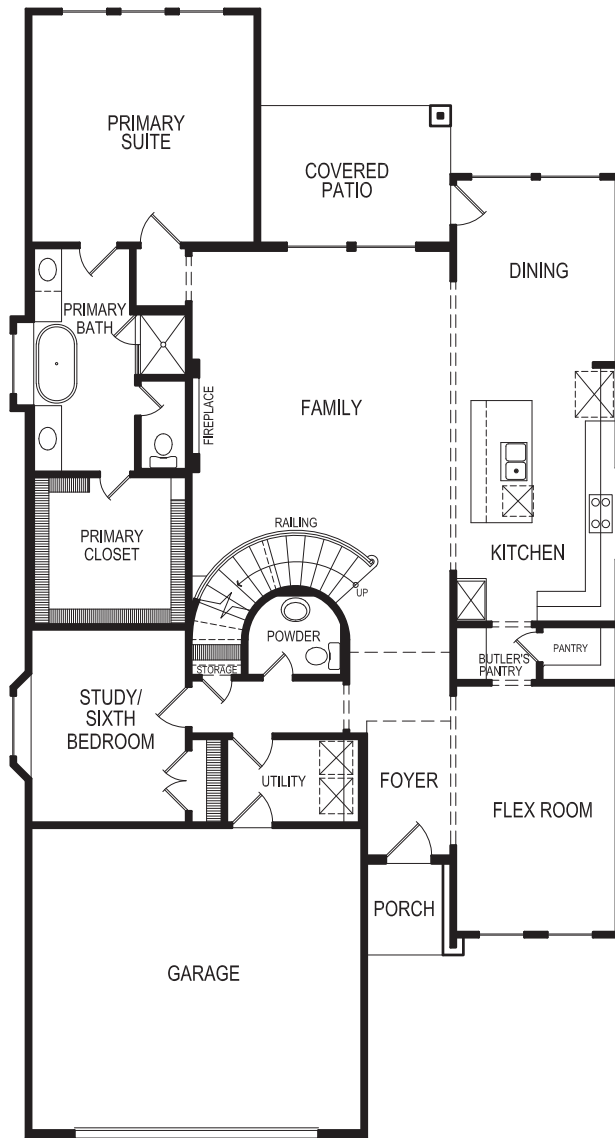 PRIMARY
SUITE
COVERED
PATIO
DINING
PRIMARY
BATH
FAMILY
FIREPLACE
RAILING
PRIMARY
CLOSET
KITCHEN
UP
POWDER
STORAGE
BUTLER'S
PANTRY
PANTRY
STUDY/
SIXTH
BEDROOM
UTILITY
FOYER
FLEX ROOM
PORCH
GARAGE